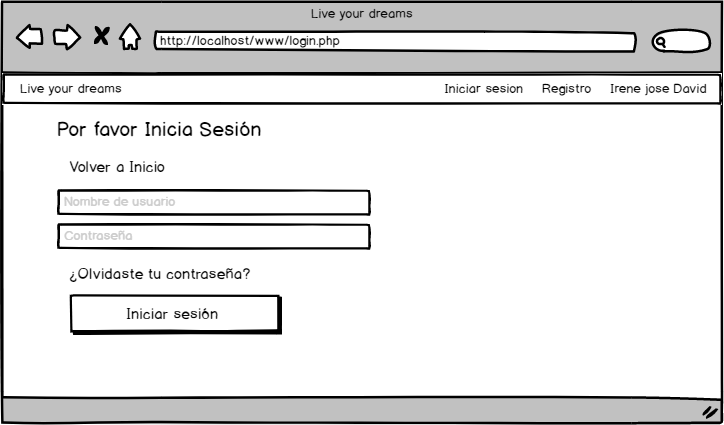 Live your dreams
http://localhost/www/login.php
Live your dreams Iniciar sesion Registro Irene jose David
Por favor Inicia Sesión
Volver a Inicio
Nombre de usuario
Contraseña
¿Olvidaste tu contraseña?
Iniciar sesión